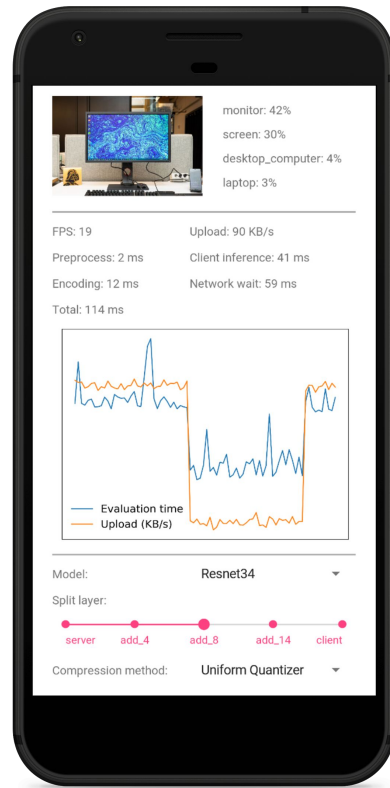 monitor: 42%
screen: 30%
desktop_computer: 4%
laptop: 3%
FPS: 19 Upload: 90 KB/s
Preprocess: 2 ms Client inference: 41 ms
Encoding: 12 ms Network wait: 59 ms
Total: 114 ms
Evaluation time
Upload (KB/s)
Model: Resnet34
Split layer:
server add_4 add_8 add_14 client
Compression method: Uniform Quantizer